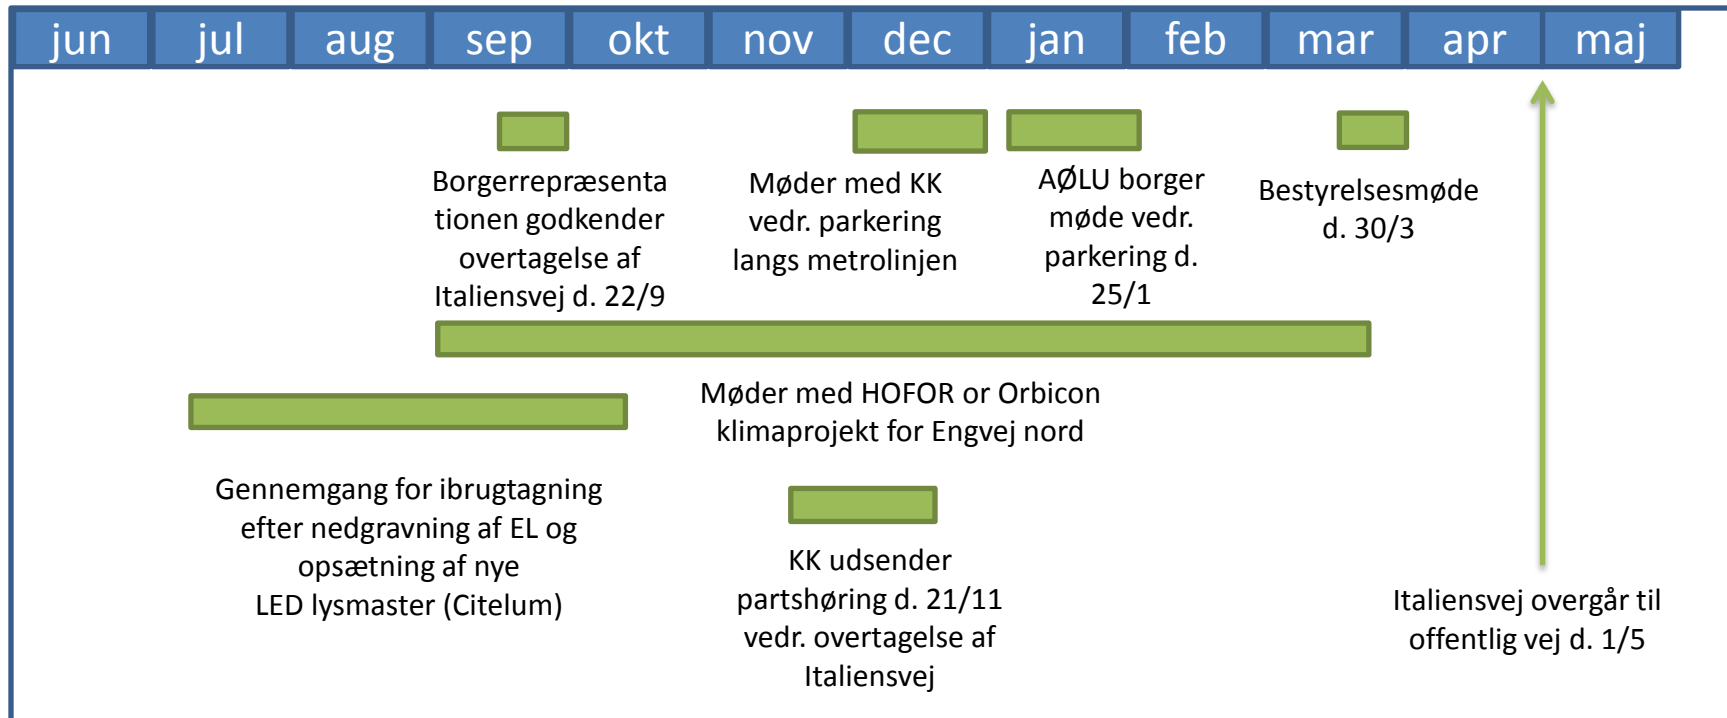 jun jul aug sep okt nov dec jan feb mar apr maj
Borgerrepræsenta
tionen godkender
overtagelse af
Italiensvej d. 22/9
Møder med KK
vedr. parkering
langs metrolinjen
AØLU borger
møde vedr.
parkering d.
25/1
Bestyrelsesmøde
d. 30/3
Møder med HOFOR or Orbicon
klimaprojekt for Engvej nord
Gennemgang for ibrugtagning
efter nedgravning af EL og
opsætning af nye
LED lysmaster (Citelum)
KK udsender
partshøring d. 21/11
vedr. overtagelse af
Italiensvej
Italiensvej overgår til
offentlig vej d. 1/5